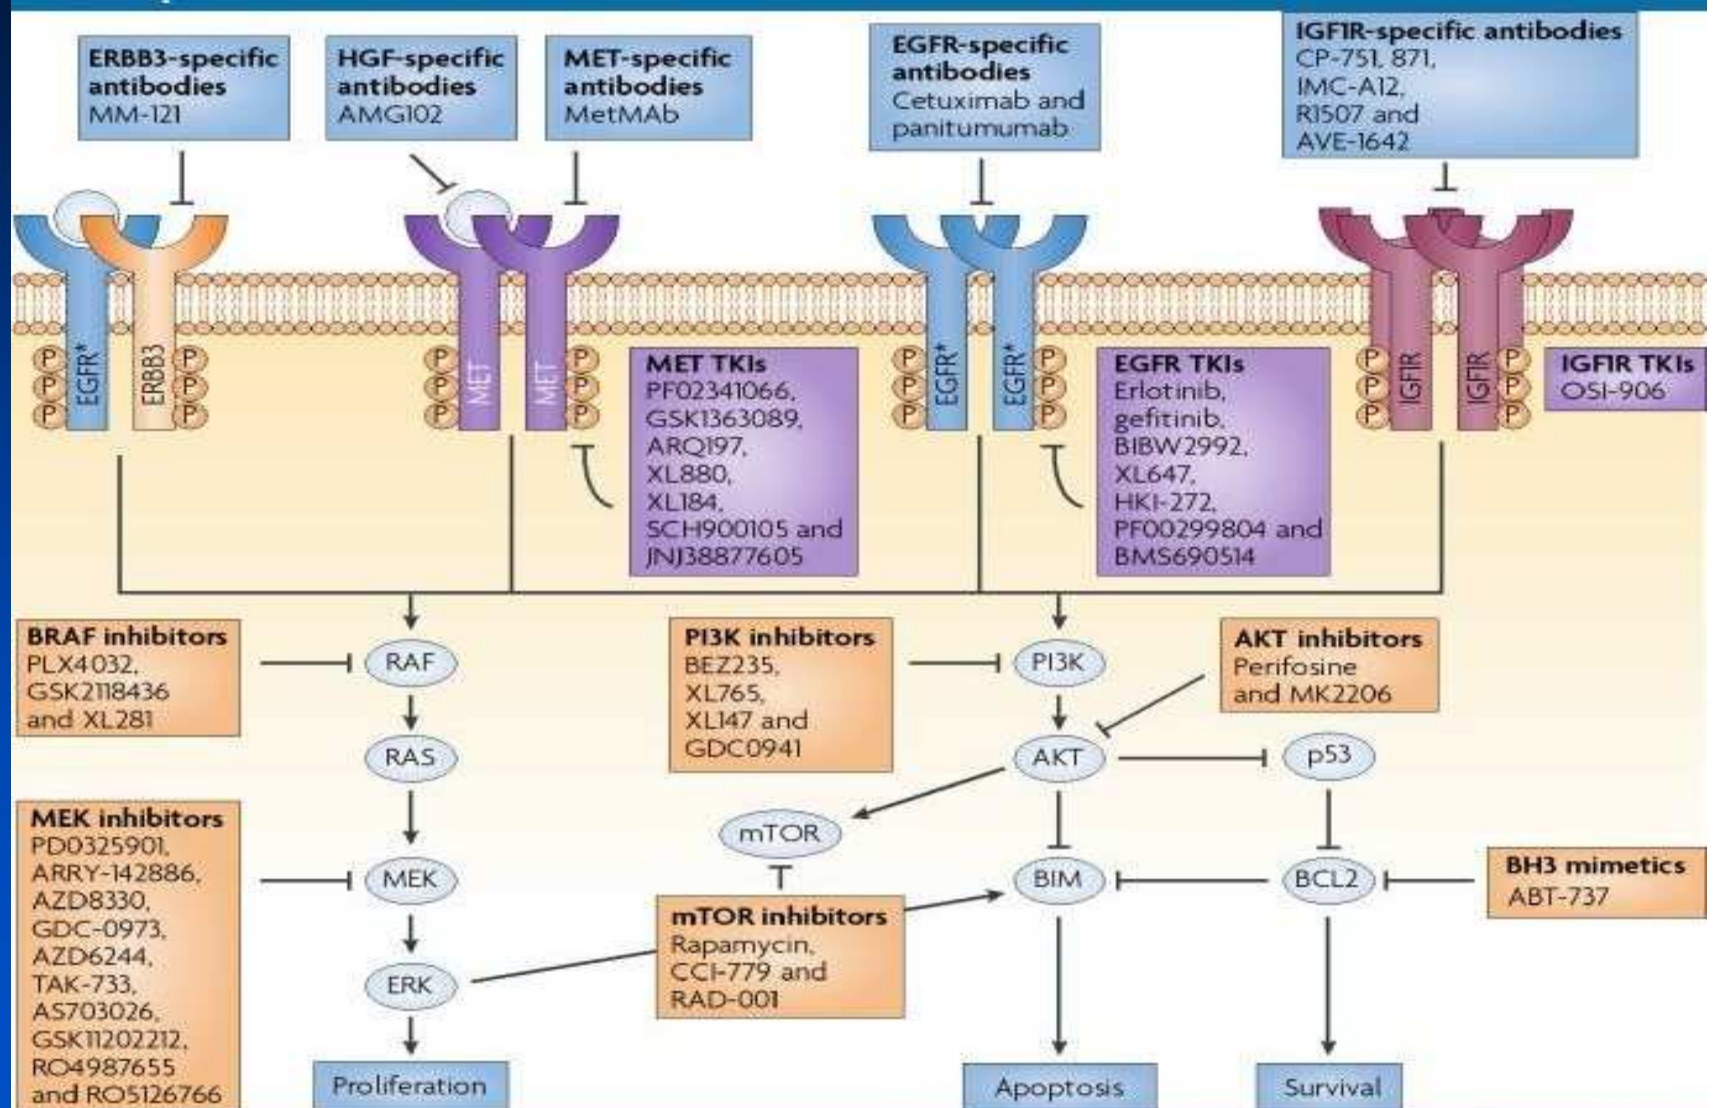 ERBB3-specific
antibodies
MM-121
HGF-specific
antibodies
AMG102
MET-specific
antibodies
MetMAb
EGFR-specific
antibodies
Cetuximab and
panitumumab
IGF1R-specific antibodies
CP-751, 871,
IMC-A12,
R1507 and
AVE-1642
P
P
P
EGFR*
ERBB3
P
P
P
P
P
P
MET
MET
P
P
P
MET TKIs
PF02341066,
GSK1363089,
ARQ197,
XL880,
XL184,
SCH900105 and
JNJ38877605
P
P
P
EGFR*
EGFR*
P
P
P
EGFR TKIs
Erlotinib,
gefitinib,
BIBW2992,
XL647,
HKI-272,
PF00299804 and
BMS690514
P
P
P
IGF1R
IGF1R
P
P
P
IGF1R TKIs
OSI-906
BRAF inhibitors
PLX4032,
GSK2118436
and XL281
RAF
PI3K inhibitors
BEZ235,
XL765,
XL147 and
GDC0941
PI3K
AKT inhibitors
Perifosine
and MK2206
RAS
AKT
p53
MEK inhibitors
PD0325901,
ARRY-142886,
AZD8330,
GDC-0973,
AZD6244,
TAK-733,
AS703026,
GSK11202212,
RO4987655
and RO5126766
mTOR
MEK
BIM
BCL2
BH3 mimetics
ABT-737
mTOR inhibitors
Rapamycin,
CCI-779 and
RAD-001
ERK
Proliferation
Apoptosis
Survival